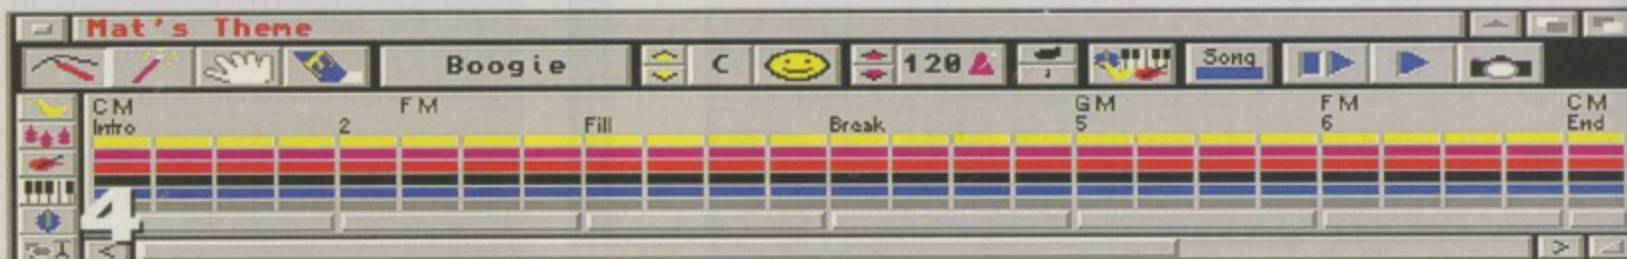 Mat's Theme
Boogie C 120 Song
CM FM GM FM CM
Intro 2 Fill Break 5 6 End
4
< >